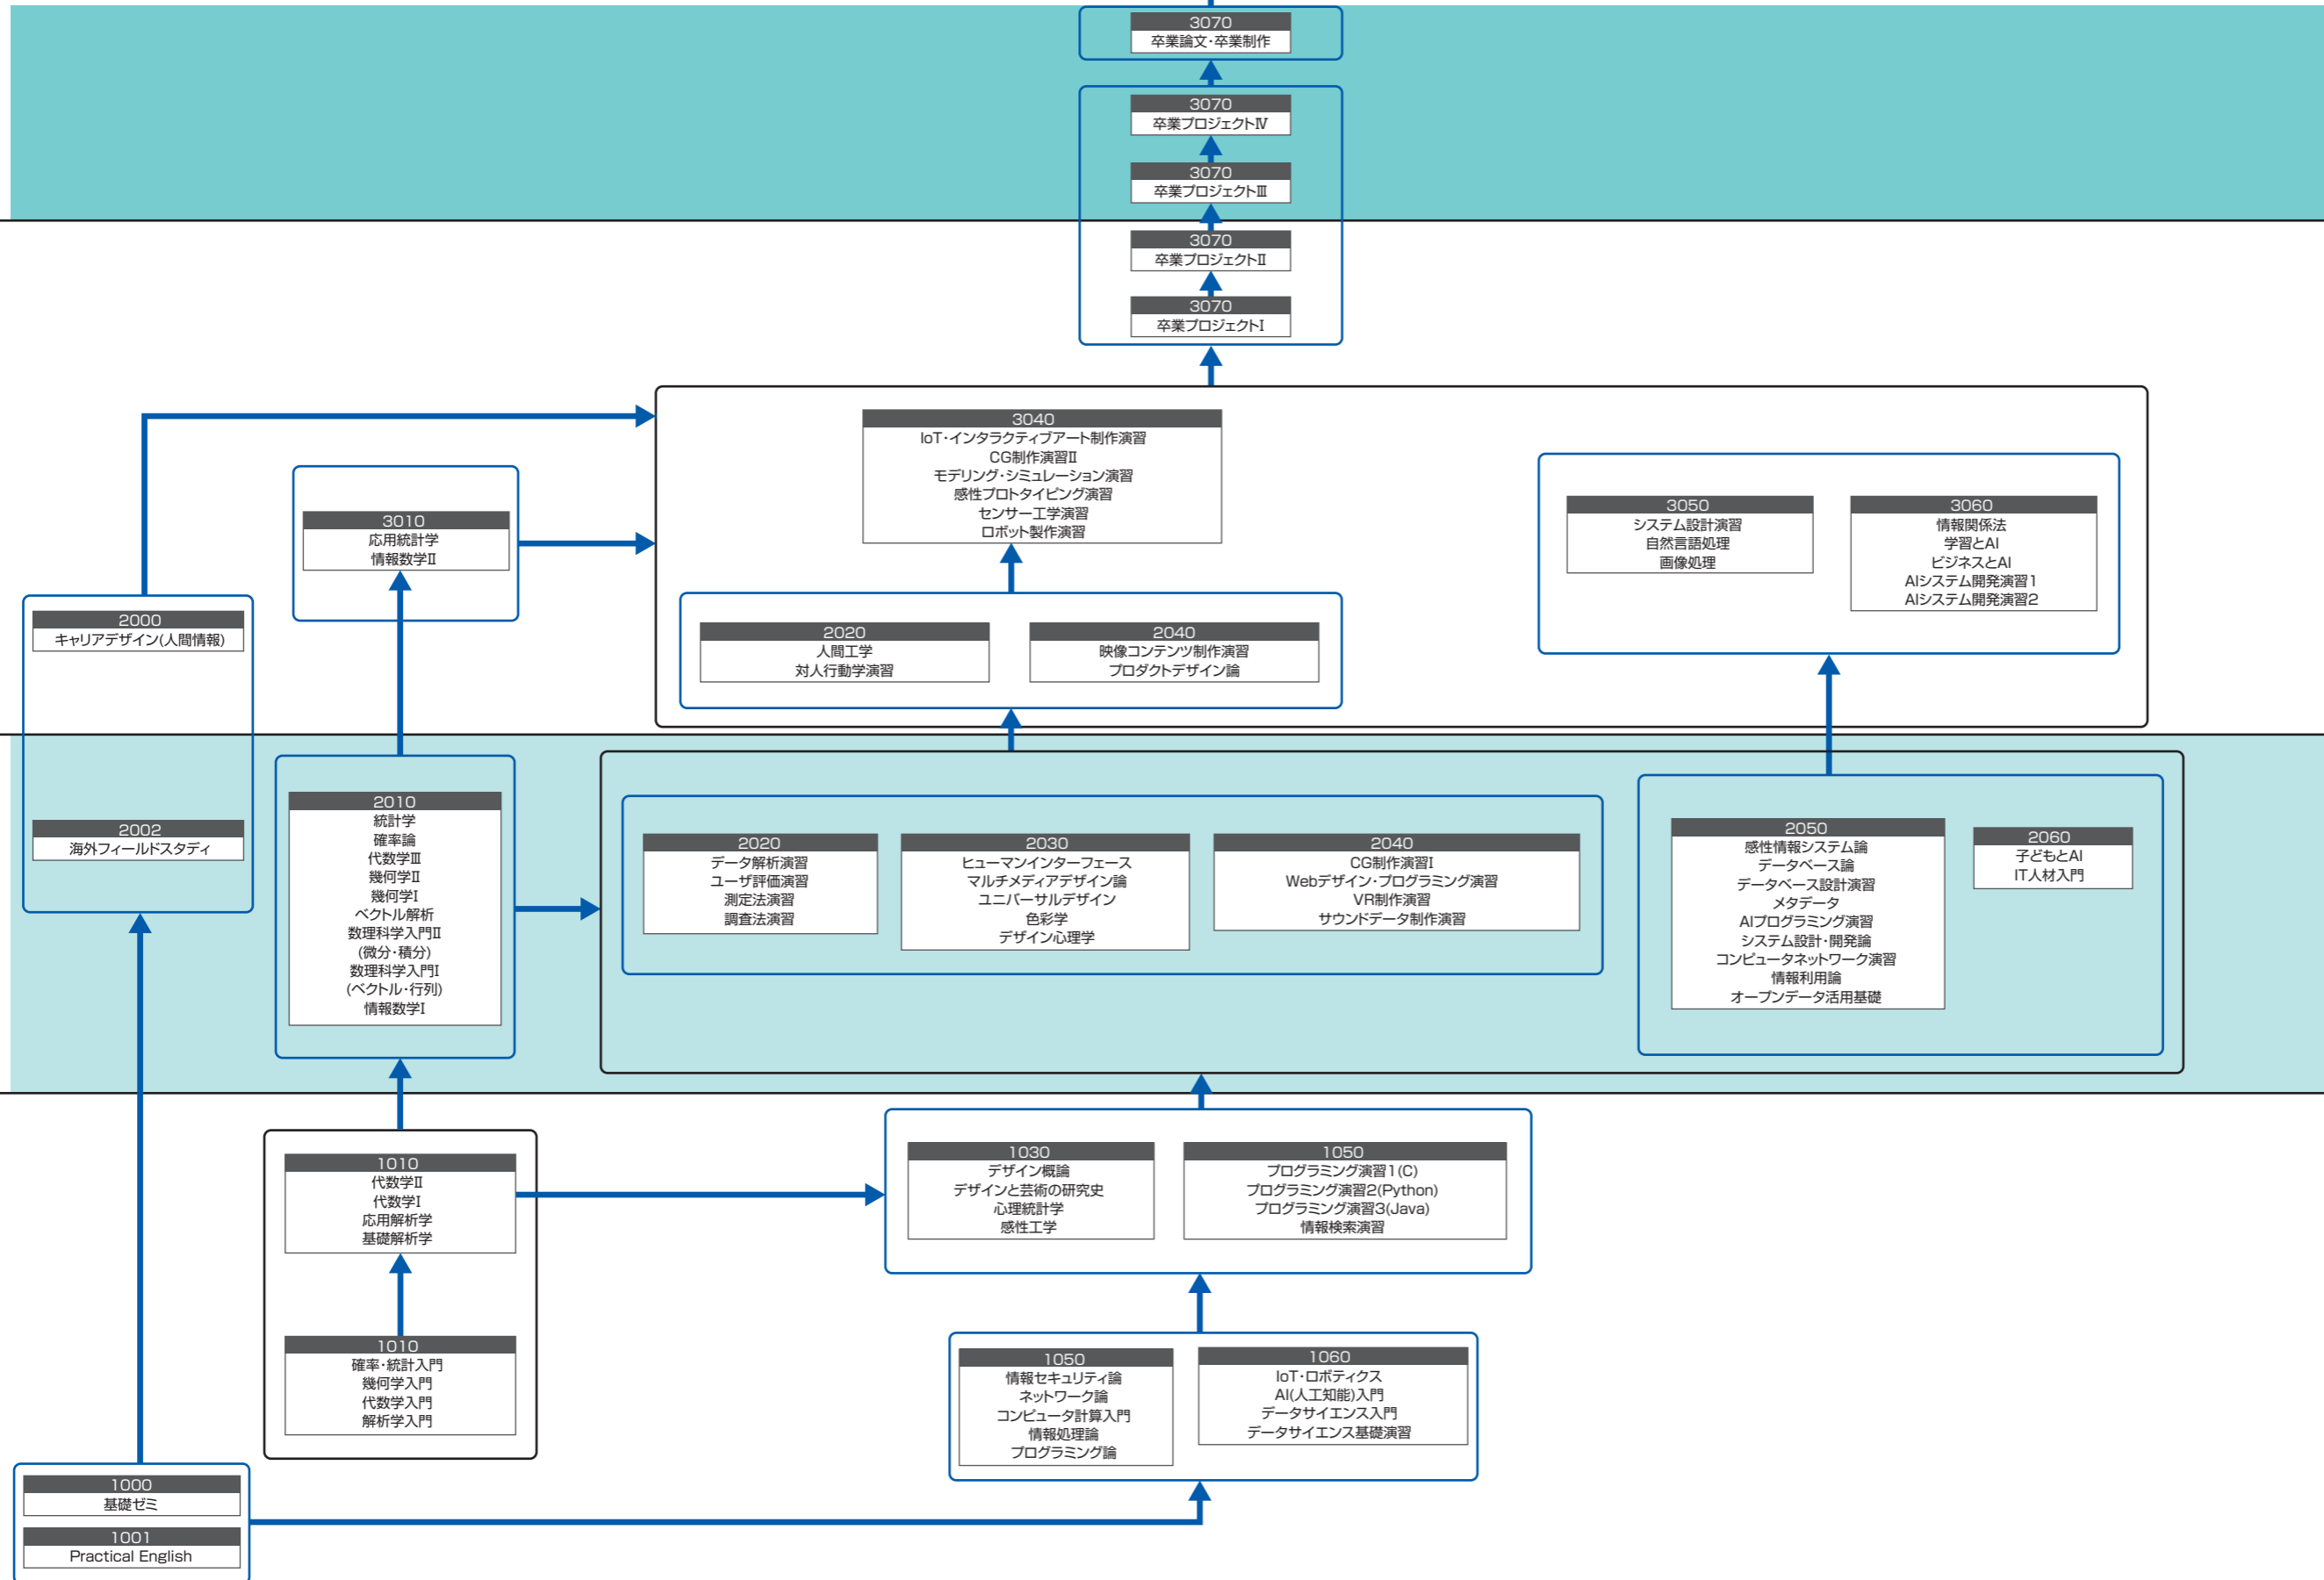 3070
卒業論文・卒業制作
3070
卒業プロジェクトⅣ
3070
卒業プロジェクトⅢ
3070
卒業プロジェクトⅡ
3070
卒業プロジェクトⅠ
3040
IoT・インタラクティブアート制作演習
CG制作演習Ⅱ
モデリング・シミュレーション演習
感性プロトタイピング演習
センサー工学演習
ロボット製作演習
3050
システム設計演習
自然言語処理
画像処理
3060
情報関係法
学習とAI
ビジネスとAI
AIシステム開発演習1
AIシステム開発演習2
3010
応用統計学
情報数学Ⅱ
2000
キャリアデザイン(人間情報)
2020
人間工学
対人行動学演習
2040
映像コンテンツ制作演習
プロダクトデザイン論
2002
海外フィールドスタディ
2010
統計学
確率論
代数学Ⅲ
幾何学Ⅱ
幾何学Ⅰ
ベクトル解析
数理科学入門Ⅱ
(微分・積分)
数理科学入門Ⅰ
(ベクトル・行列)
情報数学Ⅰ
2020
データ解析演習
ユーザ評価演習
測定法演習
調査法演習
2030
ヒューマンインターフェース
マルチメディアデザイン論
ユニバーサルデザイン
色彩学
デザイン心理学
2040
CG制作演習Ⅰ
Webデザイン・プログラミング演習
VR制作演習
サウンドデータ制作演習
2050
感性情報システム論
データベース論
データベース設計演習
メタデータ
AIプログラミング演習
システム設計・開発論
コンピュータネットワーク演習
情報利用論
オープンデータ活用基礎
2060
子どもとAI
IT人材入門
1010
代数学Ⅱ
代数学Ⅰ
応用解析学
基礎解析学
1030
デザイン概論
デザインと芸術の研究史
心理統計学
感性工学
1050
プログラミング演習1(C)
プログラミング演習2(Python)
プログラミング演習3(Java)
情報検索演習
1010
確率・統計入門
幾何学入門
代数学入門
解析学入門
1050
情報セキュリティ論
ネットワーク論
コンピュータ計算入門
情報処理論
プログラミング論
1060
IoT・ロボティクス
AI(人工知能)入門
データサイエンス入門
データサイエンス基礎演習
1000
基礎ゼミ
1001
Practical English